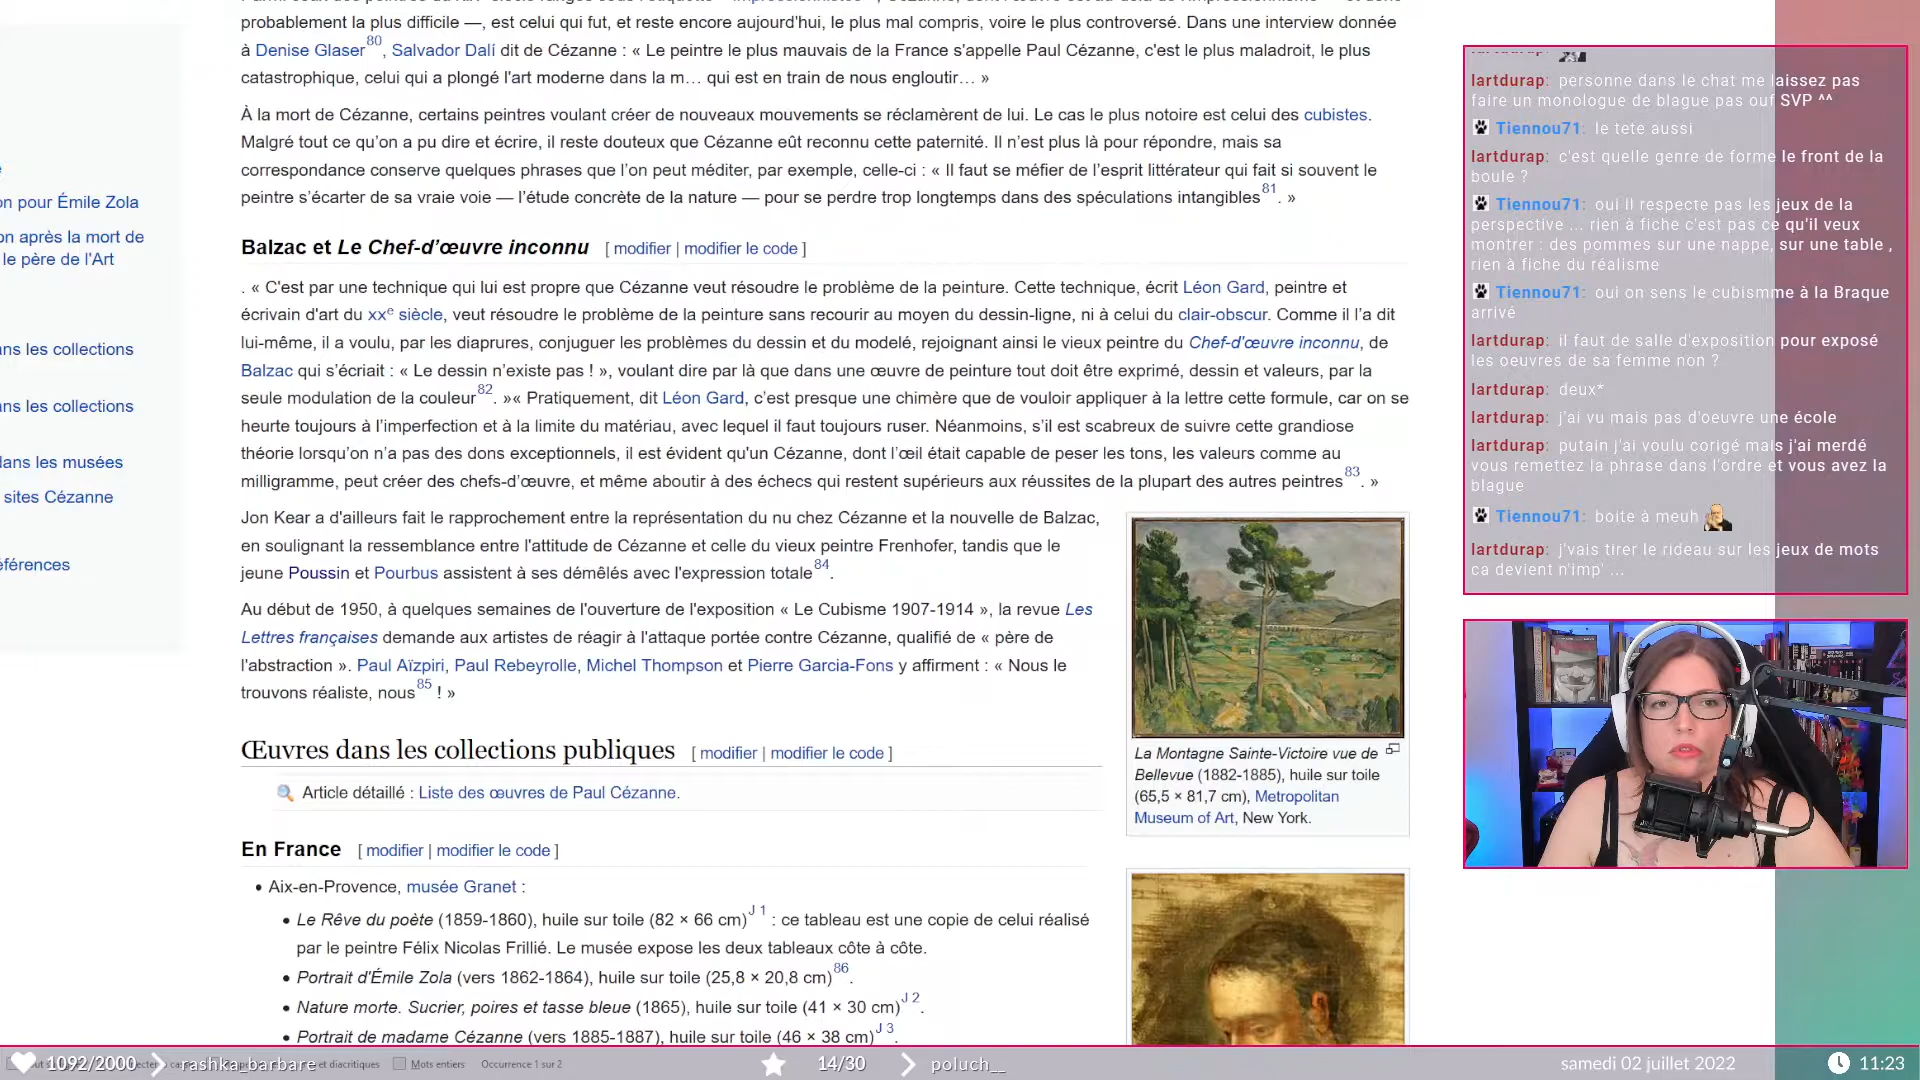 probablement la plus difficile —, est celui qui fut, et reste encore aujourd'hui, le plus mal compris, voire le plus controversé. Dans une interview donnée
à Denise Glaser80, Salvador Dalí dit de Cézanne : « Le peintre le plus mauvais de la France s'appelle Paul Cézanne, c'est le plus maladroit, le plus
catastrophique, celui qui a plongé l'art moderne dans la m… qui est en train de nous engloutir… »
À la mort de Cézanne, certains peintres voulant créer de nouveaux mouvements se réclamèrent de lui. Le cas le plus notoire est celui des cubistes.
Malgré tout ce qu’on a pu dire et écrire, il reste douteux que Cézanne eût reconnu cette paternité. Il n’est plus là pour répondre, mais sa
correspondance conserve quelques phrases que l’on peut méditer, par exemple, celle-ci : « Il faut se méfier de l’esprit littérateur qui fait si souvent le
peintre s’écarter de sa vraie voie — l’étude concrète de la nature — pour se perdre trop longtemps dans des spéculations intangibles81. »
Balzac et Le Chef-d’œuvre inconnu [ modifier | modifier le code ]
. « C'est par une technique qui lui est propre que Cézanne veut résoudre le problème de la peinture. Cette technique, écrit Léon Gard, peintre et
écrivain d'art du XXe siècle, veut résoudre le problème de la peinture sans recourir au moyen du dessin-ligne, ni à celui du clair-obscur. Comme il l’a dit
lui-même, il a voulu, par les diaprures, conjuguer les problèmes du dessin et du modelé, rejoignant ainsi le vieux peintre du Chef-d'œuvre inconnu, de
Balzac qui s’écriait : « Le dessin n’existe pas ! », voulant dire par là que dans une œuvre de peinture tout doit être exprimé, dessin et valeurs, par la
seule modulation de la couleur82. »« Pratiquement, dit Léon Gard, c’est presque une chimère que de vouloir appliquer à la lettre cette formule, car on se
heurte toujours à l’imperfection et à la limite du matériau, avec lequel il faut toujours ruser. Néanmoins, s’il est scabreux de suivre cette grandiose
théorie lorsqu’on n’a pas des dons exceptionnels, il est évident qu'un Cézanne, dont l’œil était capable de peser les tons, les valeurs comme au
milligramme, peut créer des chefs-d’œuvre, et même aboutir à des échecs qui restent supérieurs aux réussites de la plupart des autres peintres83. »
Jon Kear a d'ailleurs fait le rapprochement entre la représentation du nu chez Cézanne et la nouvelle de Balzac,
en soulignant la ressemblance entre l'attitude de Cézanne et celle du vieux peintre Frenhofer, tandis que le
jeune Poussin et Pourbus assistent à ses démêlés avec l'expression totale84.
Au début de 1950, à quelques semaines de l'ouverture de l'exposition « Le Cubisme 1907-1914 », la revue Les
Lettres françaises demande aux artistes de réagir à l'attaque portée contre Cézanne, qualifié de « père de
l'abstraction ». Paul Aïzpiri, Paul Rebeyrolle, Michel Thompson et Pierre Garcia-Fons y affirment : « Nous le
trouvons réaliste, nous85 ! »
Œuvres dans les collections publiques [ modifier | modifier le code ]
Article détaillé : Liste des œuvres de Paul Cézanne.
En France [ modifier | modifier le code ]
• Aix-en-Provence, musée Granet :
• Le Rêve du poète (1859-1860), huile sur toile (82 × 66 cm)J 1 : ce tableau est une copie de celui réalisé
par le peintre Félix Nicolas Frillié. Le musée expose les deux tableaux côte à côte.
• Portrait d'Émile Zola (vers 1862-1864), huile sur toile (25,8 × 20,8 cm)86.
• Nature morte. Sucrier, poires et tasse bleue (1865), huile sur toile (41 × 30 cm)J 2.
• Portrait de madame Cézanne (vers 1885-1887), huile sur toile (46 × 38 cm)J 3.
La Montagne Sainte-Victoire vue de
Bellevue (1882-1885), huile sur toile
(65,5 × 81,7 cm), Metropolitan
Museum of Art, New York.
on pour Émile Zola
on après la mort de
le père de l'Art
ans les collections
ans les collections
dans les musées
sites Cézanne
éférences
lartdurap: personne dans le chat me laissez pas
faire un monologue de blague pas ouf SVP ^^
Tiennou71: le tete aussi
lartdurap: c'est quelle genre de forme le front de la
boule ?
Tiennou71: oui Il respecte pas les jeux de la
perspective ... rien à fiche c'est pas ce qu'il veux
montrer : des pommes sur une nappe, sur une table ,
rien à fiche du réalisme
Tiennou71: oui on sens le cubismme à la Braque
arrivé
lartdurap: il faut de salle d'exposition pour exposé
les oeuvres de sa femme non ?
lartdurap: deux*
lartdurap: j'ai vu mais pas d'oeuvre une école
lartdurap: putain j'ai voulu corigé mais j'ai merdé
vous remettez la phrase dans l'ordre et vous avez la
blague
Tiennou71: boite à meuh
lartdurap: j'vais tirer le rideau sur les jeux de mots
ca devient n'imp' ...
1092/2000 rashka_barbare et diacritiques Mots entiers Occurrence 1 sur 2 14/30 poluch__ samedi 02 juillet 2022 11:23